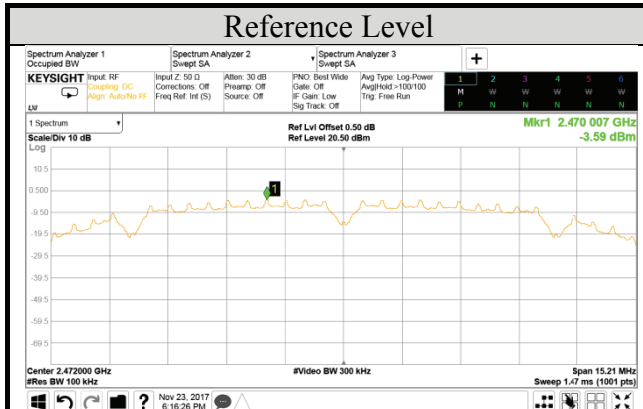 Reference Level
Spectrum Analyzer 1
Occupied BW
Spectrum Analyzer 2
Swept SA
Spectrum Analyzer 3
Swept SA
+
KEYSIGHT
LXI
Input: RF
Coupling: DC
Align: Auto/No RF
Input Z: 50 Ω
Corrections: Off
Freq Ref: Int (S)
Atten: 30 dB
Preamp: Off
Source: Off
PNO: Best Wide
Gate: Off
IF Gain: Low
Sig Track: Off
Avg Type: Log-Power
Avg|Hold:>100/100
Trig: Free Run
1 2 3 4 5 6
M W W W W W
P N N N N N
1 Spectrum
Scale/Div 10 dB
Log
Ref Lvl Offset 0.50 dB
Ref Level 20.50 dBm
Mkr1 2.470 007 GHz
-3.59 dBm
10.5
0.500
-9.50
-19.5
-29.5
-39.5
-49.5
-59.5
-69.5
1
Center 2.472000 GHz
#Res BW 100 kHz
#Video BW 300 kHz
Span 15.21 MHz
Sweep 1.47 ms (1001 pts)
?
Nov 23, 2017
6:16:26 PM